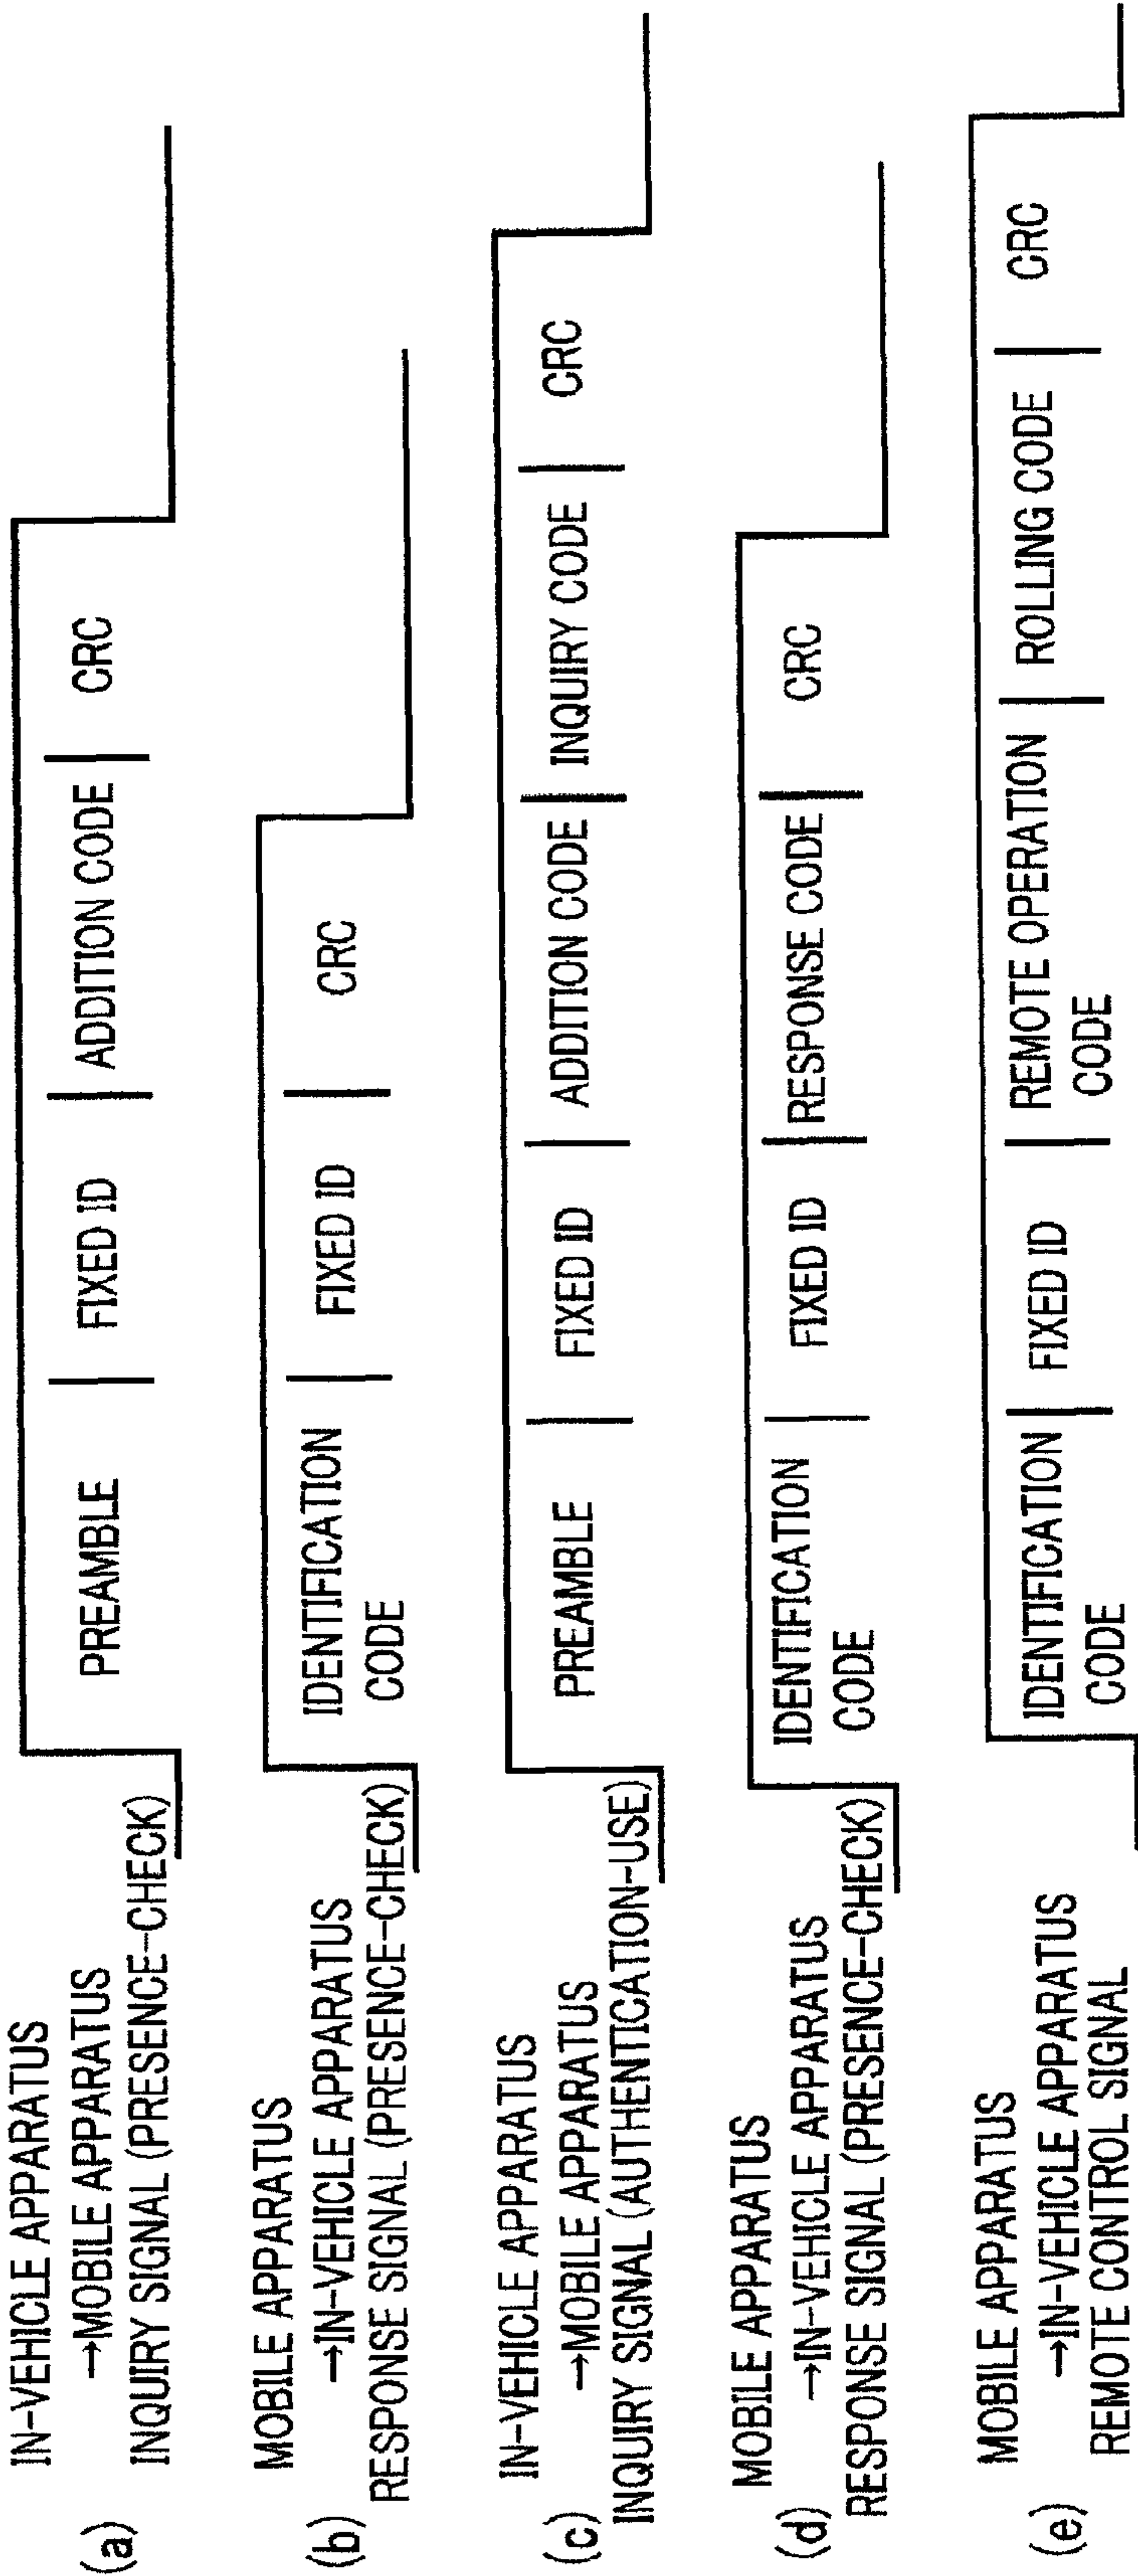 (a)
IN-VEHICLE APPARATUS
→MOBILE APPARATUS
INQUIRY SIGNAL (PRESENCE-CHECK)
PREAMBLE
FIXED ID
ADDITION CODE
CRC
(b)
MOBILE APPARATUS
→IN-VEHICLE APPARATUS
RESPONSE SIGNAL (PRESENCE-CHECK)
IDENTIFICATION
CODE
FIXED ID
CRC
(c)
IN-VEHICLE APPARATUS
→MOBILE APPARATUS
INQUIRY SIGNAL (AUTHENTICATION-USE)
PREAMBLE
FIXED ID
ADDITION CODE
INQUIRY CODE
CRC
(d)
MOBILE APPARATUS
→IN-VEHICLE APPARATUS
RESPONSE SIGNAL (PRESENCE-CHECK)
IDENTIFICATION
CODE
FIXED ID
RESPONSE CODE
CRC
(e)
MOBILE APPARATUS
→IN-VEHICLE APPARATUS
REMOTE CONTROL SIGNAL
IDENTIFICATION
CODE
FIXED ID
REMOTE OPERATION
CODE
ROLLING CODE
CRC